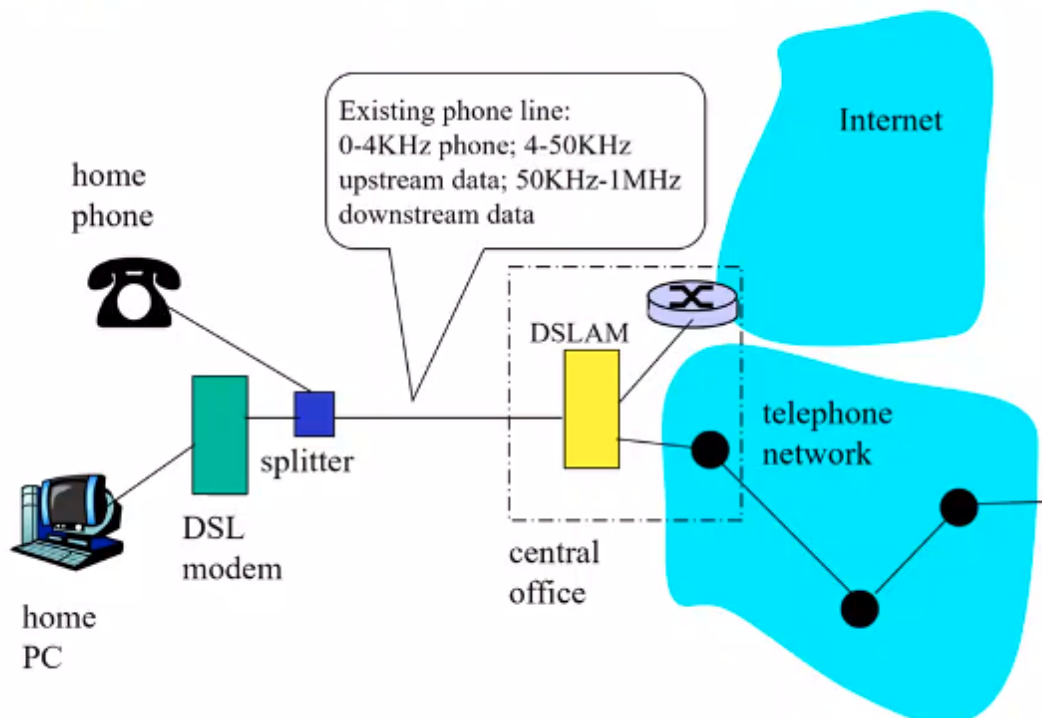 Existing phone line:
0-4KHz phone; 4-50KHz
upstream data; 50KHz-1MHz
downstream data
Internet
home
phone
DSLAM
telephone
network
splitter
DSL
modem
central
office
home
PC